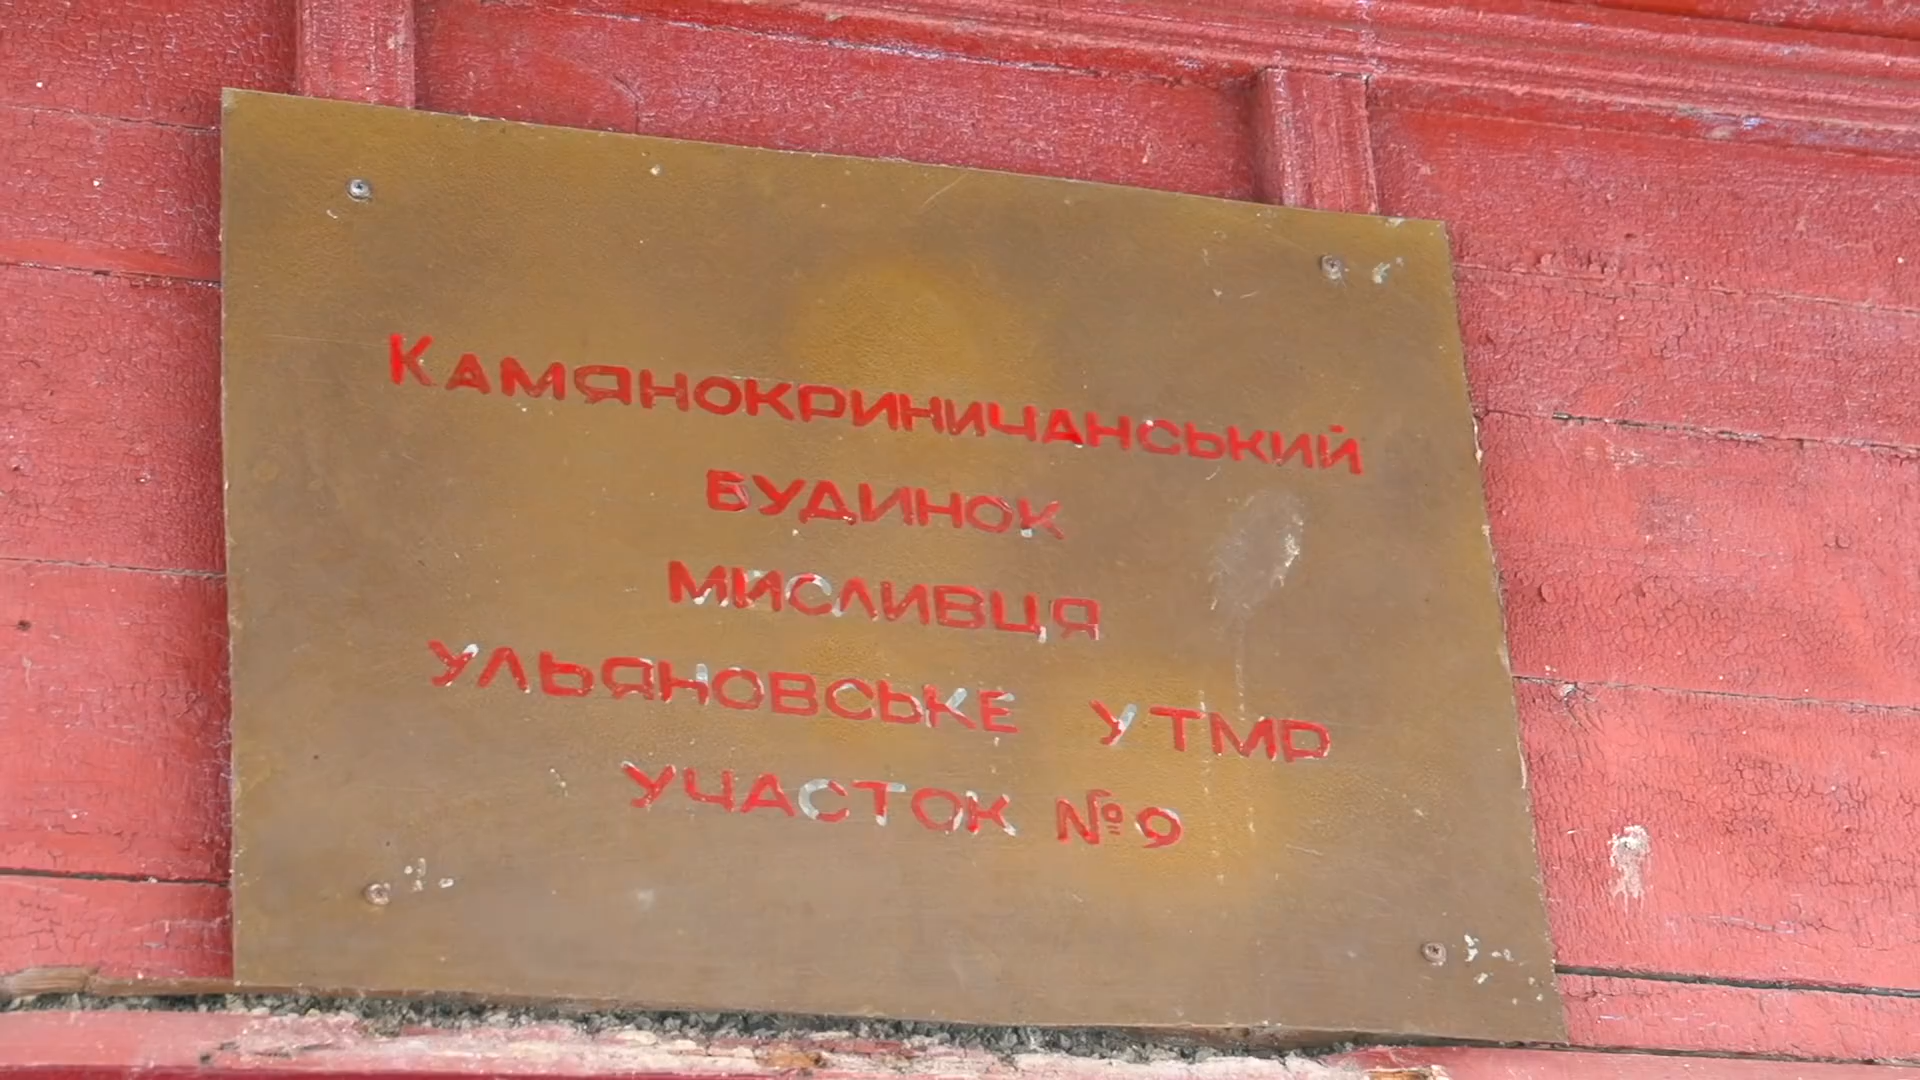 КАМЯНОКРИНИЧАНСЬКИЙ
БУДИНОК
МИСЛИВЦЯ
УЛЬЯНОВСЬКЕ УТМР
УЧАСТОК №9